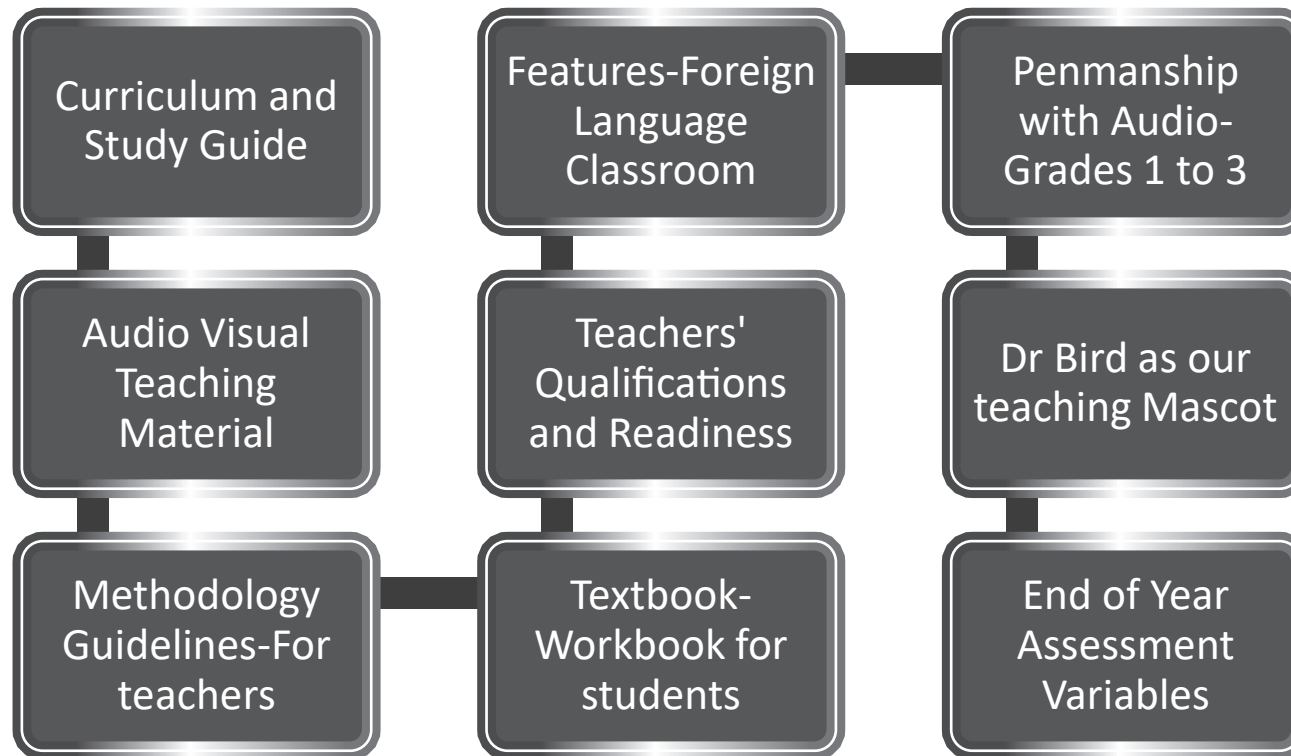 Curriculum and
Study Guide
Audio Visual
Teaching
Material
Methodology
Guidelines-For
teachers
Textbook-
Workbook for
students
Teachers'
Qualifications
and Readiness
Features-Foreign
Language
Classroom
Penmanship
with Audio-
Grades 1 to 3
Dr Bird as our
teaching Mascot
End of Year
Assessment
Variables